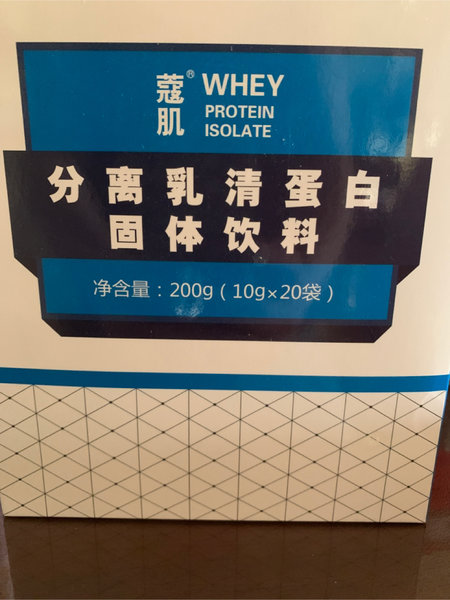 蔻肌® WHEY
PROTEIN
ISOLATE
分离乳清蛋白
固体饮料
净含量：200g（10g×20袋）